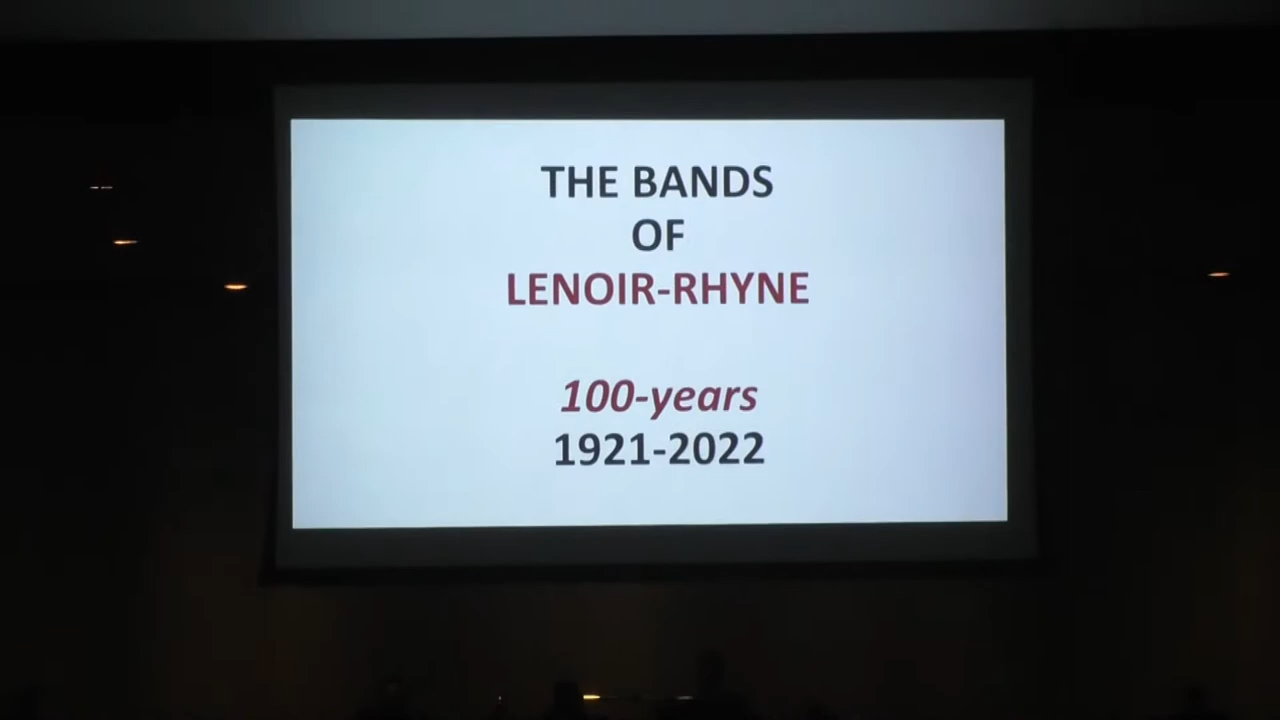 THE BANDS
OF
LENOIR-RHYNE
100-years
1921-2022